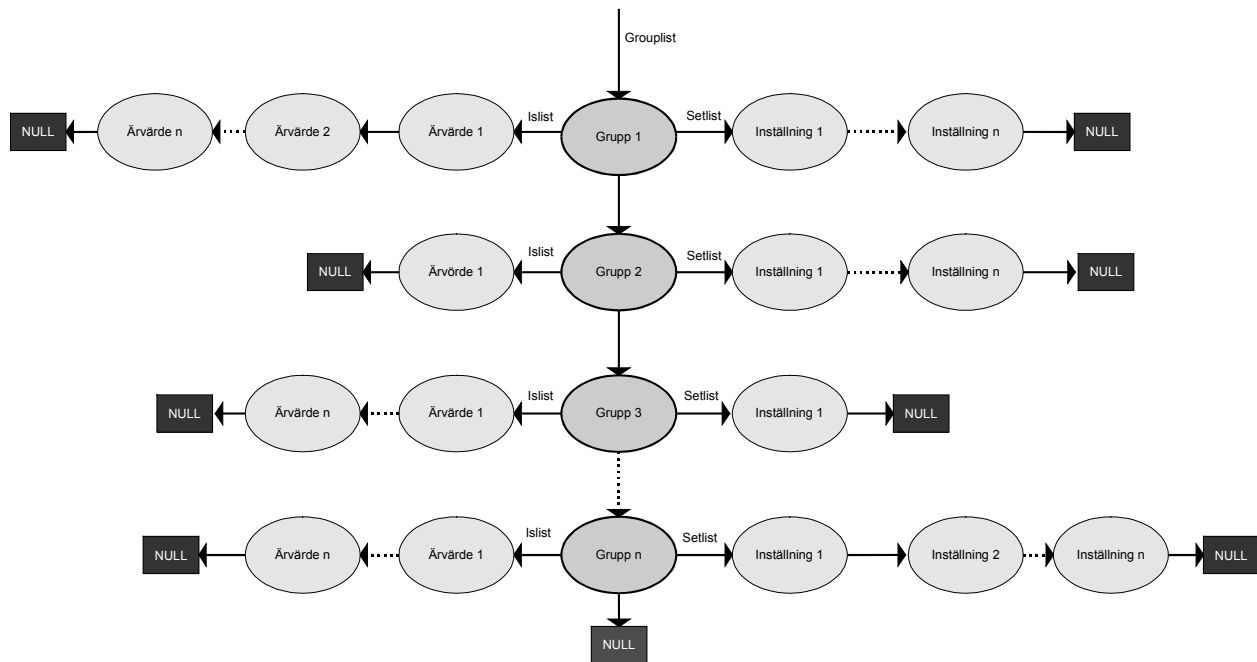 Grouplist
Islist
Setlist
NULL
Ärvärde n
Ärvärde 2
Ärvärde 1
Grupp 1
Inställning 1
Inställning n
NULL
Islist
Setlist
NULL
Ärvörde 1
Grupp 2
Inställning 1
Inställning n
NULL
Islist
Setlist
NULL
Ärvärde n
Ärvärde 1
Grupp 3
Inställning 1
NULL
Islist
Setlist
NULL
Ärvärde n
Ärvärde 1
Grupp n
Inställning 1
Inställning 2
Inställning n
NULL
NULL